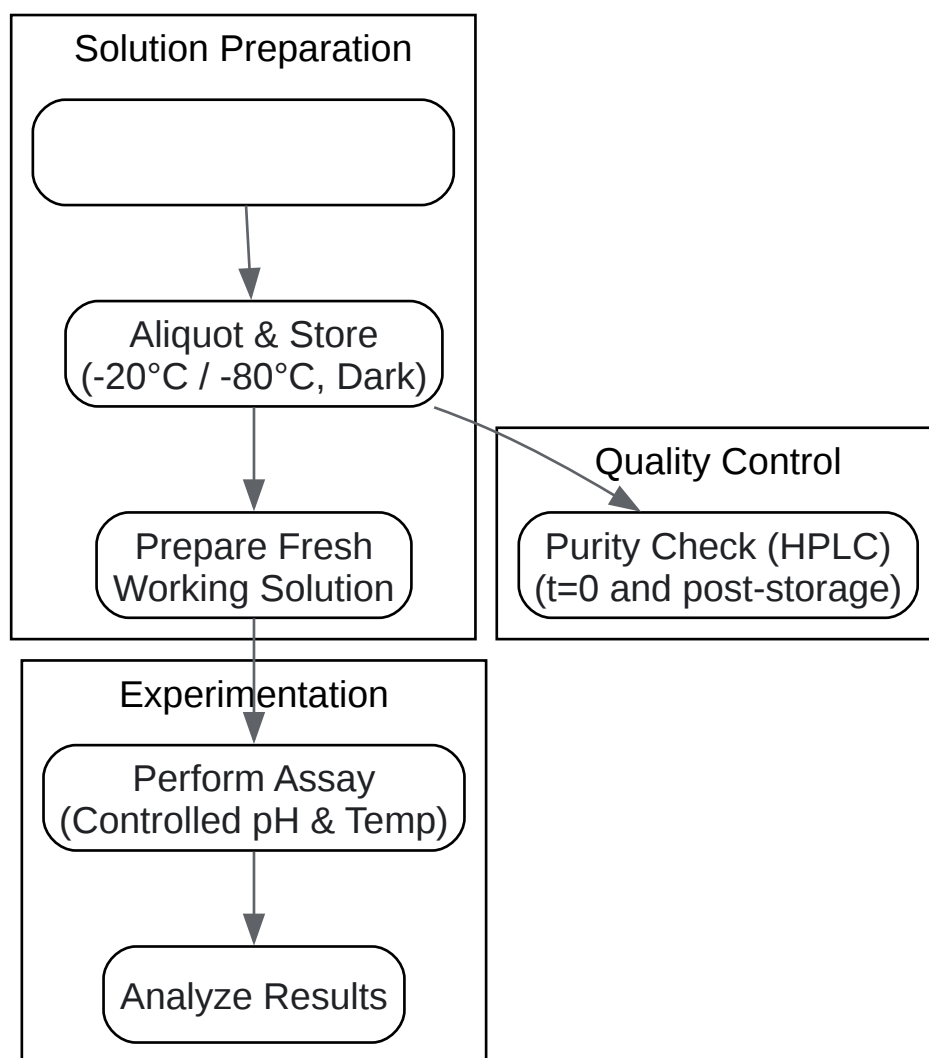 Solution Preparation
Aliquot & Store
(-20°C / -80°C, Dark)
Prepare Fresh
Working Solution
Quality Control
Purity Check (HPLC)
(t=0 and post-storage)
Experimentation
Perform Assay
(Controlled pH & Temp)
Analyze Results